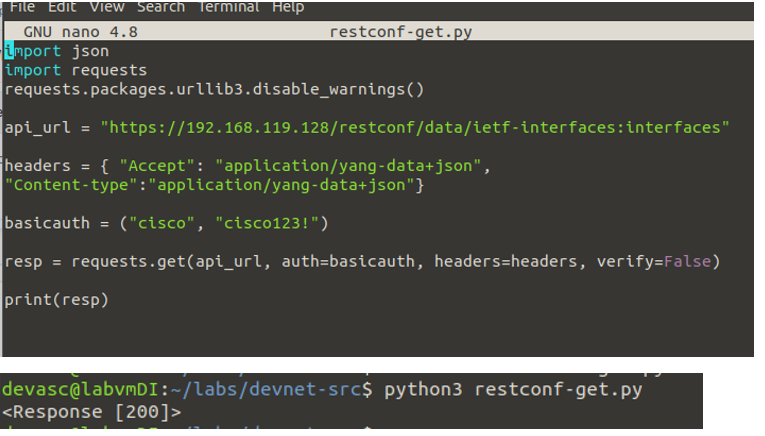 File Edit View Search Terminal Help
GNU nano 4.8 restconf-get.py
import json
import requests
requests.packages.urllib3.disable_warnings()
api_url = "https://192.168.119.128/restconf/data/ietf-interfaces:interfaces"
headers = { "Accept": "application/yang-data+json",
"Content-type":"application/yang-data+json"}
basicauth = ("cisco", "cisco123!")
resp = requests.get(api_url, auth=basicauth, headers=headers, verify=False)
print(resp)
devasc@labvmDI:~/labs/devnet-src$ python3 restconf-get.py
<Response [200]>